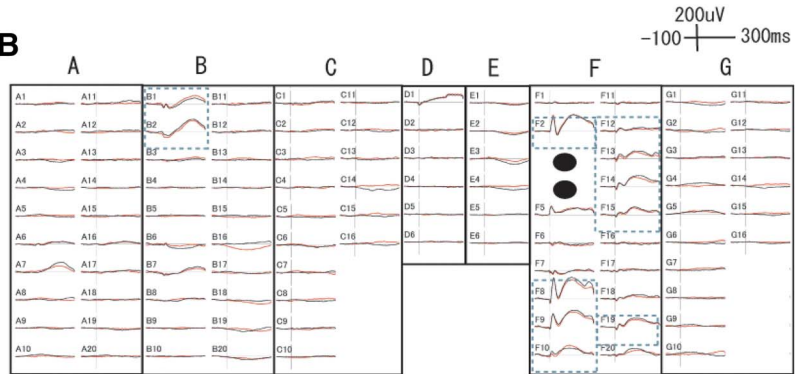 200uV
-100 300ms
B
A B C D E F G
A1 A11 B1 B11 C1 C11 D1 E1 F1 F11 G1 G11
A2 A12 B2 B12 C2 C12 D2 E2 F2 F12 G2 G12
A3 A13 B3 B13 C3 C13 D3 E3 F13 G3 G13
A4 A14 B4 B14 C4 C14 D4 E4 F14 G4 G14
A5 A15 B5 B15 C5 C15 D5 E5 F5 F15 G5 G15
A6 A16 B6 B16 C6 C16 D6 E6 F6 F16 G6 G16
A7 A17 B7 B17 C7 F7 F17 G7
A8 A18 B8 B18 C8 F8 F18 G8
A9 A19 B9 B19 C9 F9 F19 G9
A10 A20 B10 B20 C10 F10 F20 G10